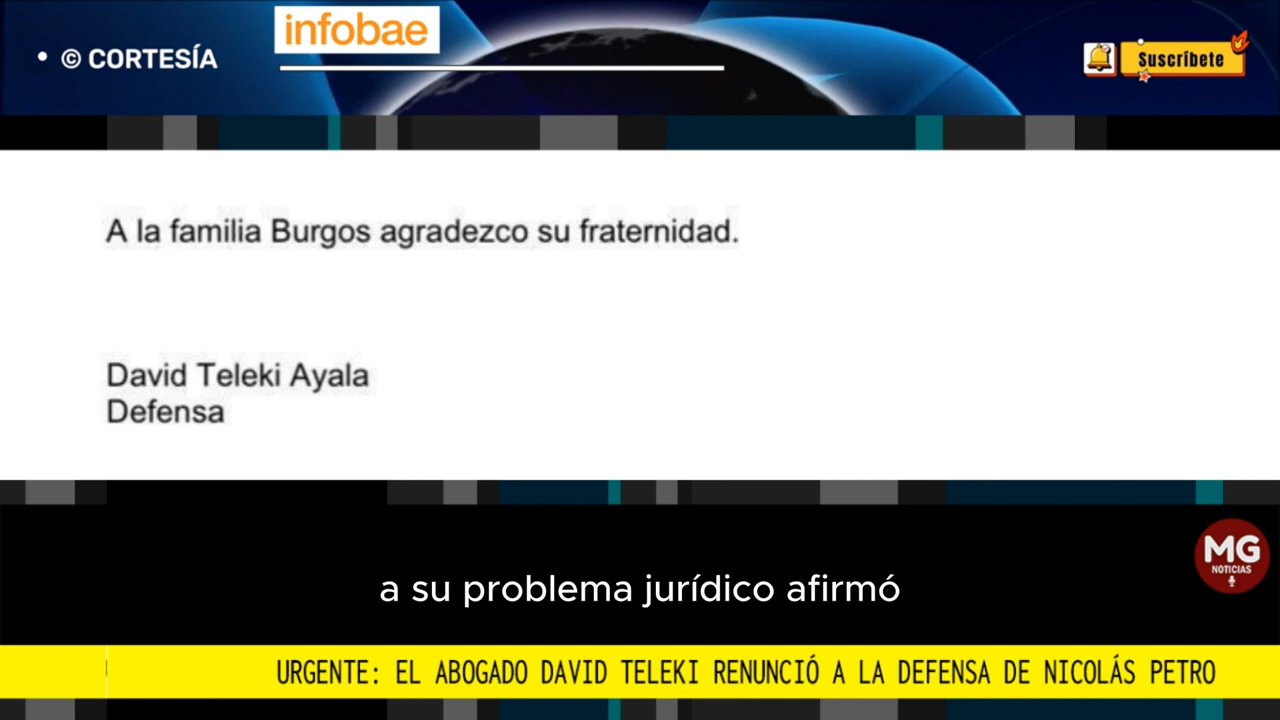 infobae
• © CORTESÍA
Suscríbete
A la familia Burgos agradezco su fraternidad.
David Teleki Ayala
Defensa
MG
NOTICIAS
a su problema jurídico afirmó
URGENTE: EL ABOGADO DAVID TELEKI RENUNCIÓ A LA DEFENSA DE NICOLÁS PETRO